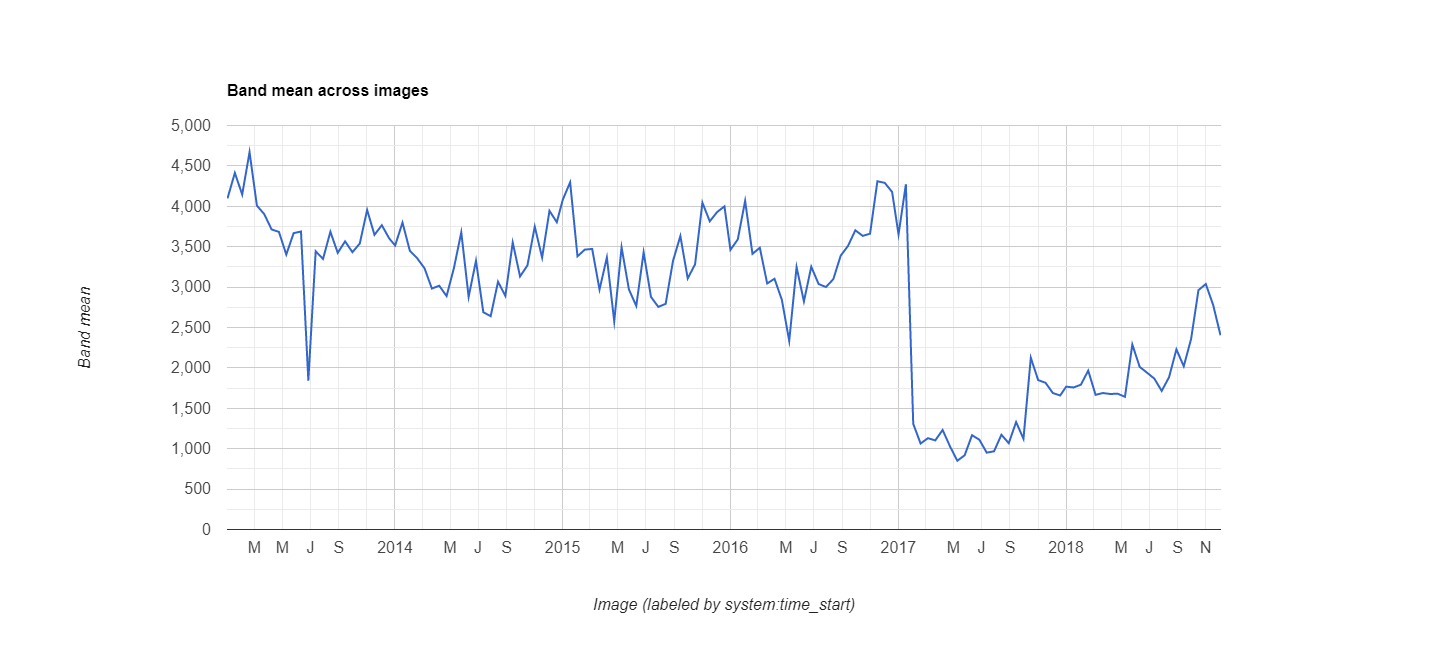 Band mean across images
5,000
4,500
4,000
3,500
3,000
2,500
2,000
1,500
1,000
500
0
Band mean
M M J S 2014 M J S 2015 M J S 2016 M J S 2017 M J S 2018 M J S N
Image (labeled by system:time_start)